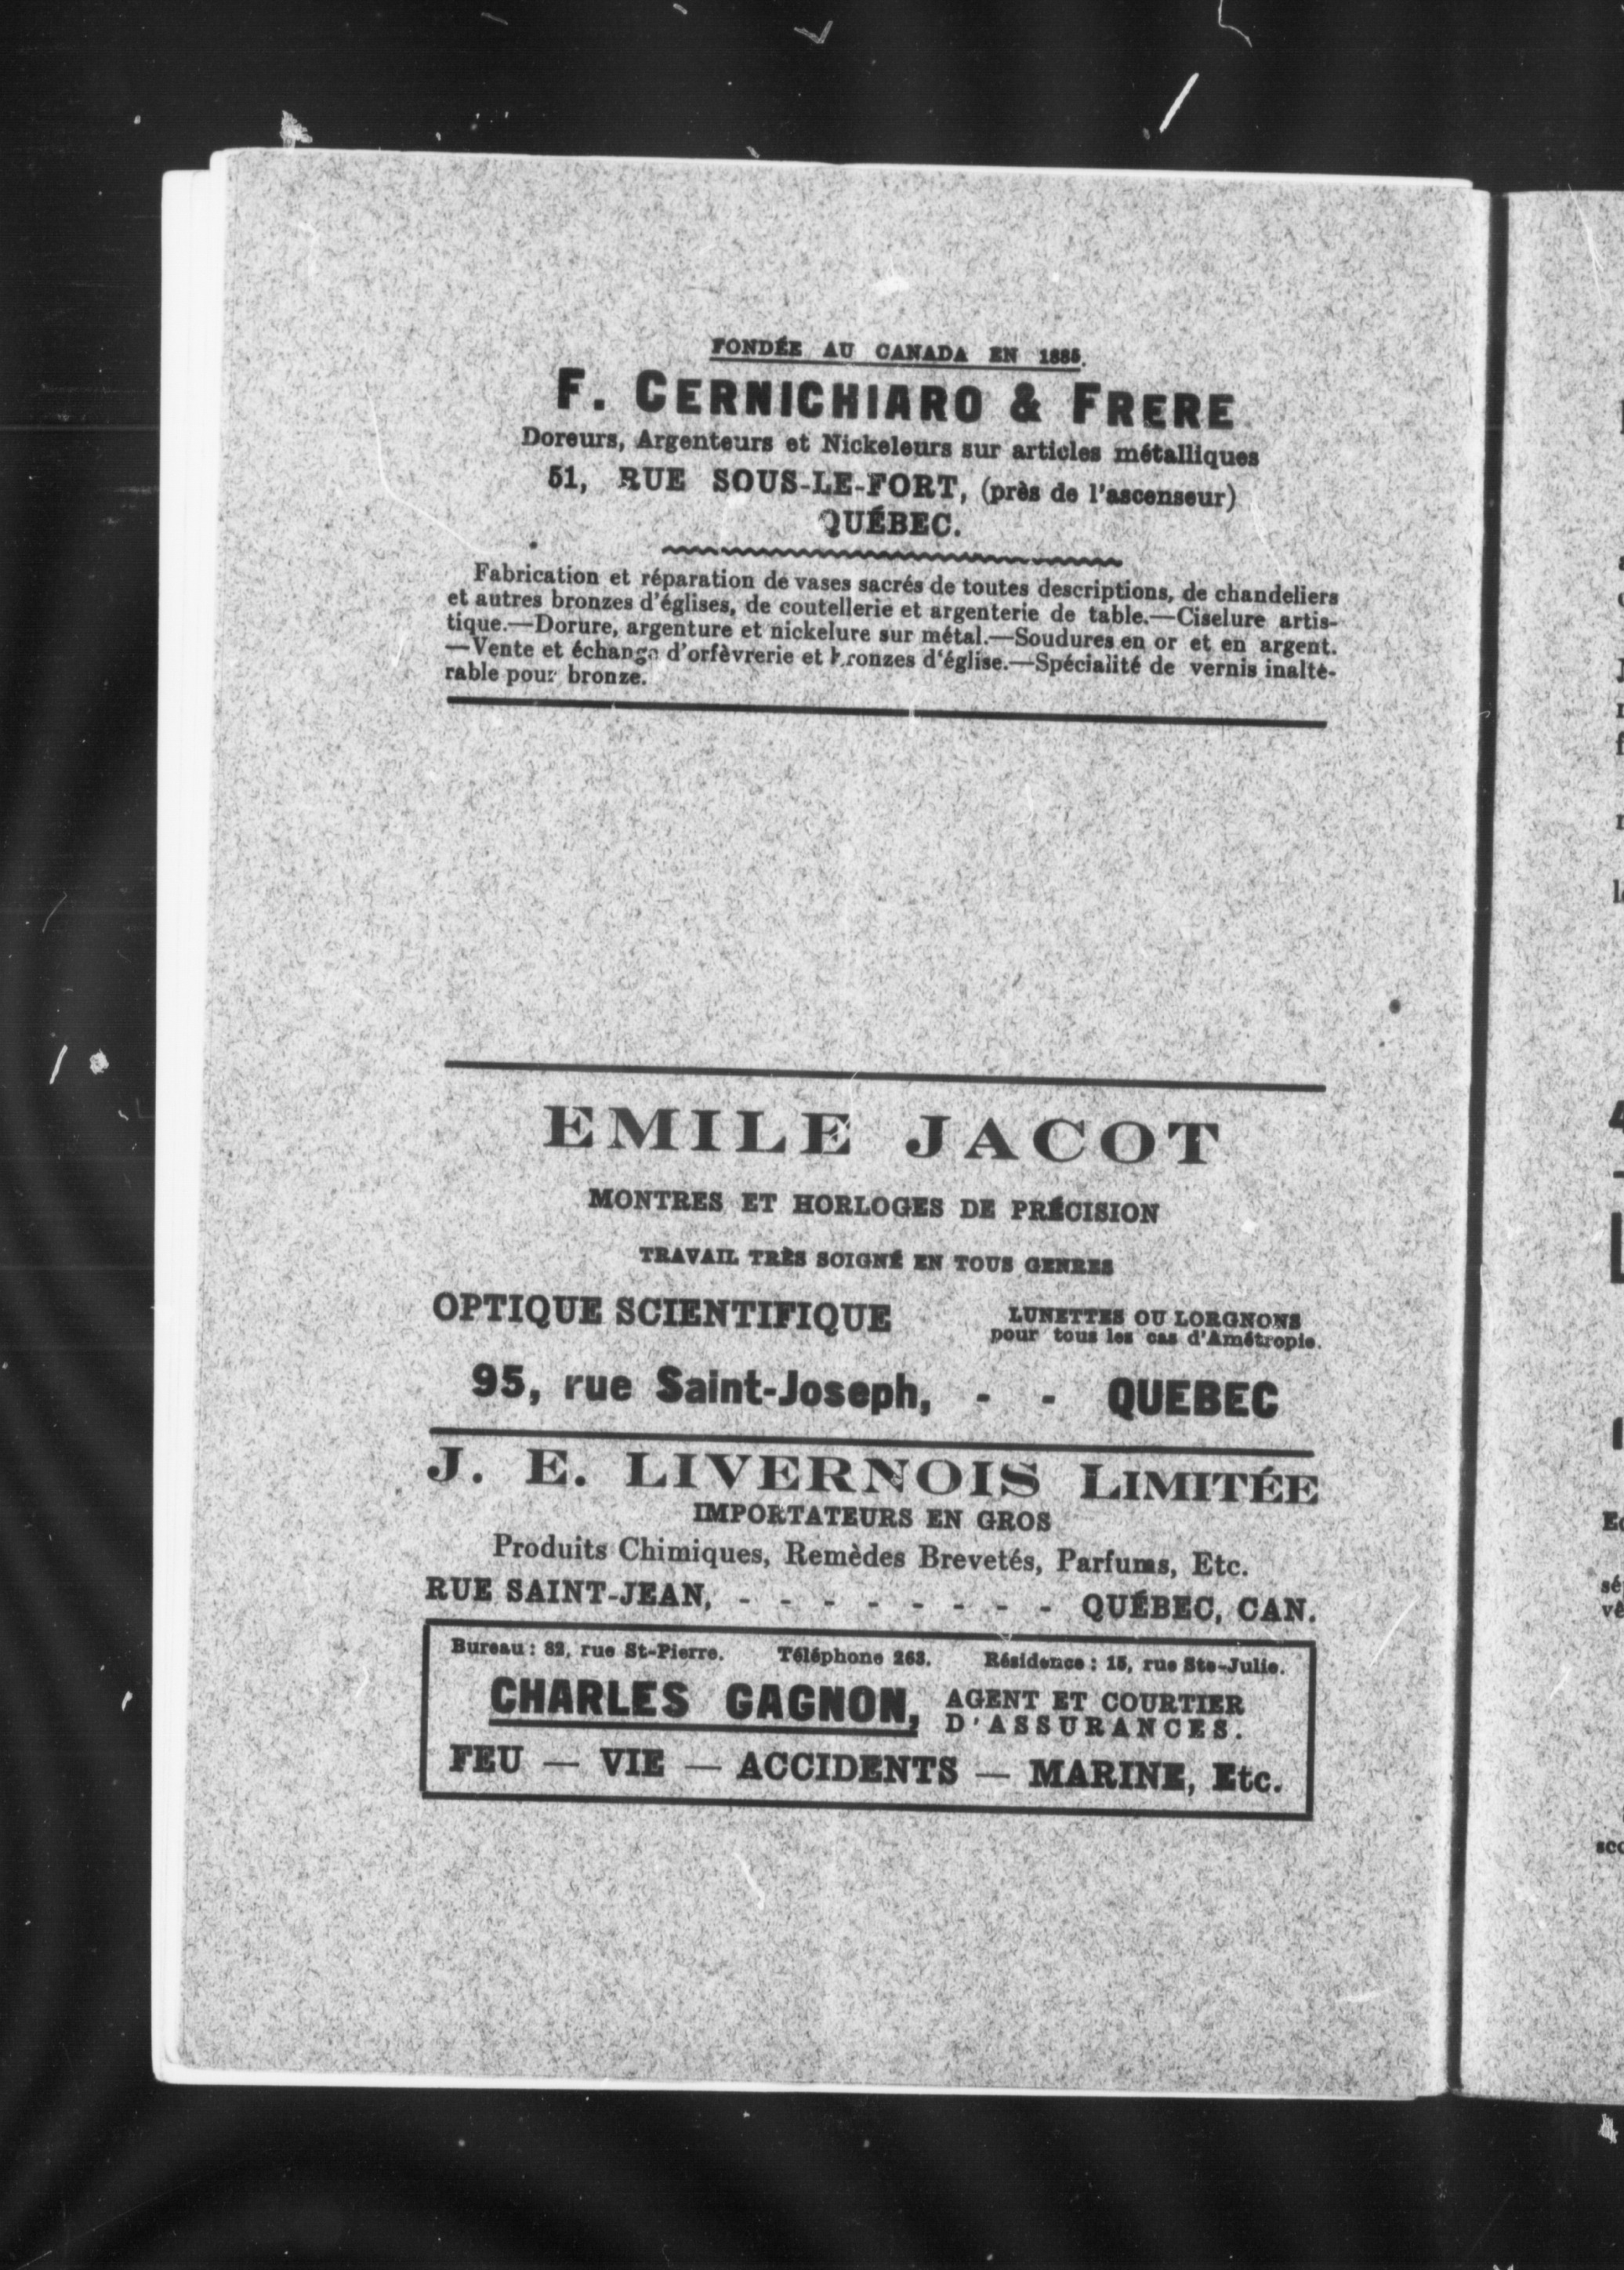 FONDÉE AU CANADA EN 1885.
F. CERNICHIARO & FRERE
Doreurs, Argenteurs et Nickeleurs sur articles métalliques
51, RUE SOUS-LE-FORT, (près de l'ascenseur)
QUÉBEC.
Fabrication et réparation de vases sacrés de toutes descriptions, de chandeliers
et autres bronzes d'églises, de coutellerie et argenterie de table.—Ciselure artis-
tique.—Dorure, argenture et nickelure sur métal.—Soudures en or et en argent.
—Vente et échange d'orfèvrerie et bronzes d'église.—Spécialité de vernis inalté-
rable pour bronze.
EMILE JACOT
MONTRES ET HORLOGES DE PRÉCISION
TRAVAIL TRÈS SOIGNÉ EN TOUS GENRES
OPTIQUE SCIENTIFIQUE LUNETTES OU LORGNONS
pour tous les cas d'Amétropie.
95, rue Saint-Joseph, - - QUEBEC
J. E. LIVERNOIS LIMITÉE
IMPORTATEURS EN GROS
Produits Chimiques, Remèdes Brevetés, Parfums, Etc.
RUE SAINT-JEAN, - - - - - - - - QUÉBEC, CAN.
Bureau : 82, rue St-Pierre. Téléphone 263. Résidence : 15, rue Ste-Julie.
CHARLES GAGNON, AGENT ET COURTIER
D'ASSURANCES.
FEU — VIE — ACCIDENTS — MARINE, Etc.